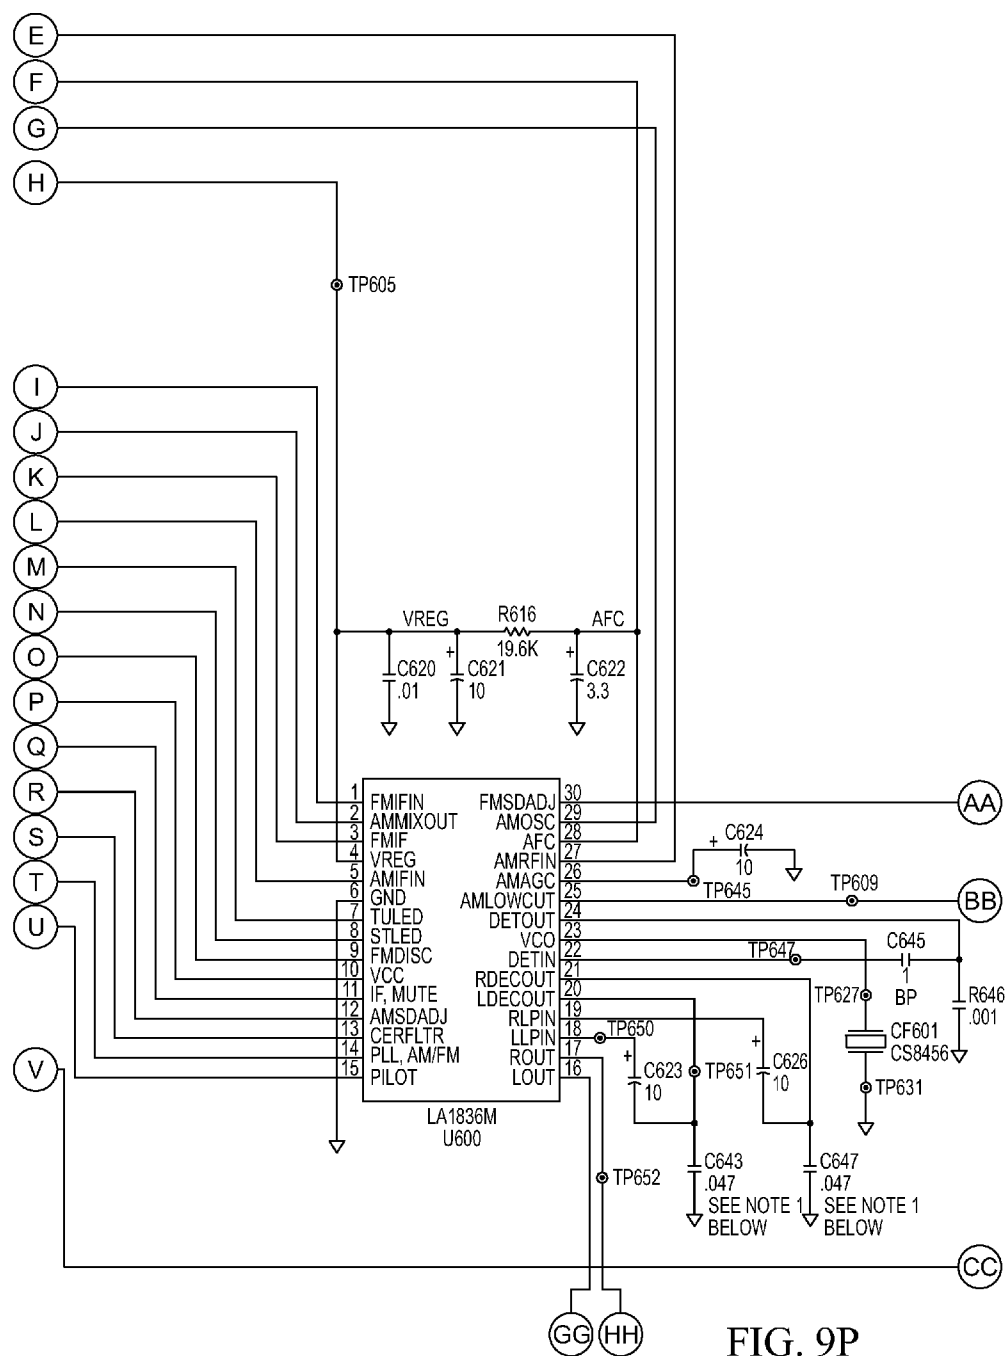 E
F
G
H
TP605
I
J
K
L
M
N
O
P
Q
R
S
T
U
V
VREG
R616
19.6K
AFC
C620
.01
+
C621
10
+
C622
3.3
1 FMIFIN
2 AMMIXOUT
3 FMIF
4 VREG
5 AMIFIN
6 GND
7 TULED
8 STLED
9 FMDISC
10 VCC
11 IF, MUTE
12 AMSDADJ
13 CERFLTR
14 PLL, AM/FM
15 PILOT
FMSDADJ 30
AMOSC 29
AFC 28
AMRFIN 27
AMAGC 26
AMLOWCUT 25
DETOUT 24
VCO 23
DETIN 22
RDECOUT 21
LDECOUT 20
RLPIN 19
LLPIN 18
ROUT 17
LOUT 16
LA1836M
U600
AA
+
C624
10
TP645
TP609
BB
TP647
C645
1
BP
TP627
R646
.001
CF601
CS8456
TP631
TP650
+
C623
10
TP651
+
C626
10
C643
.047
SEE NOTE 1
BELOW
C647
.047
SEE NOTE 1
BELOW
TP652
CC
GG
HH
FIG. 9P